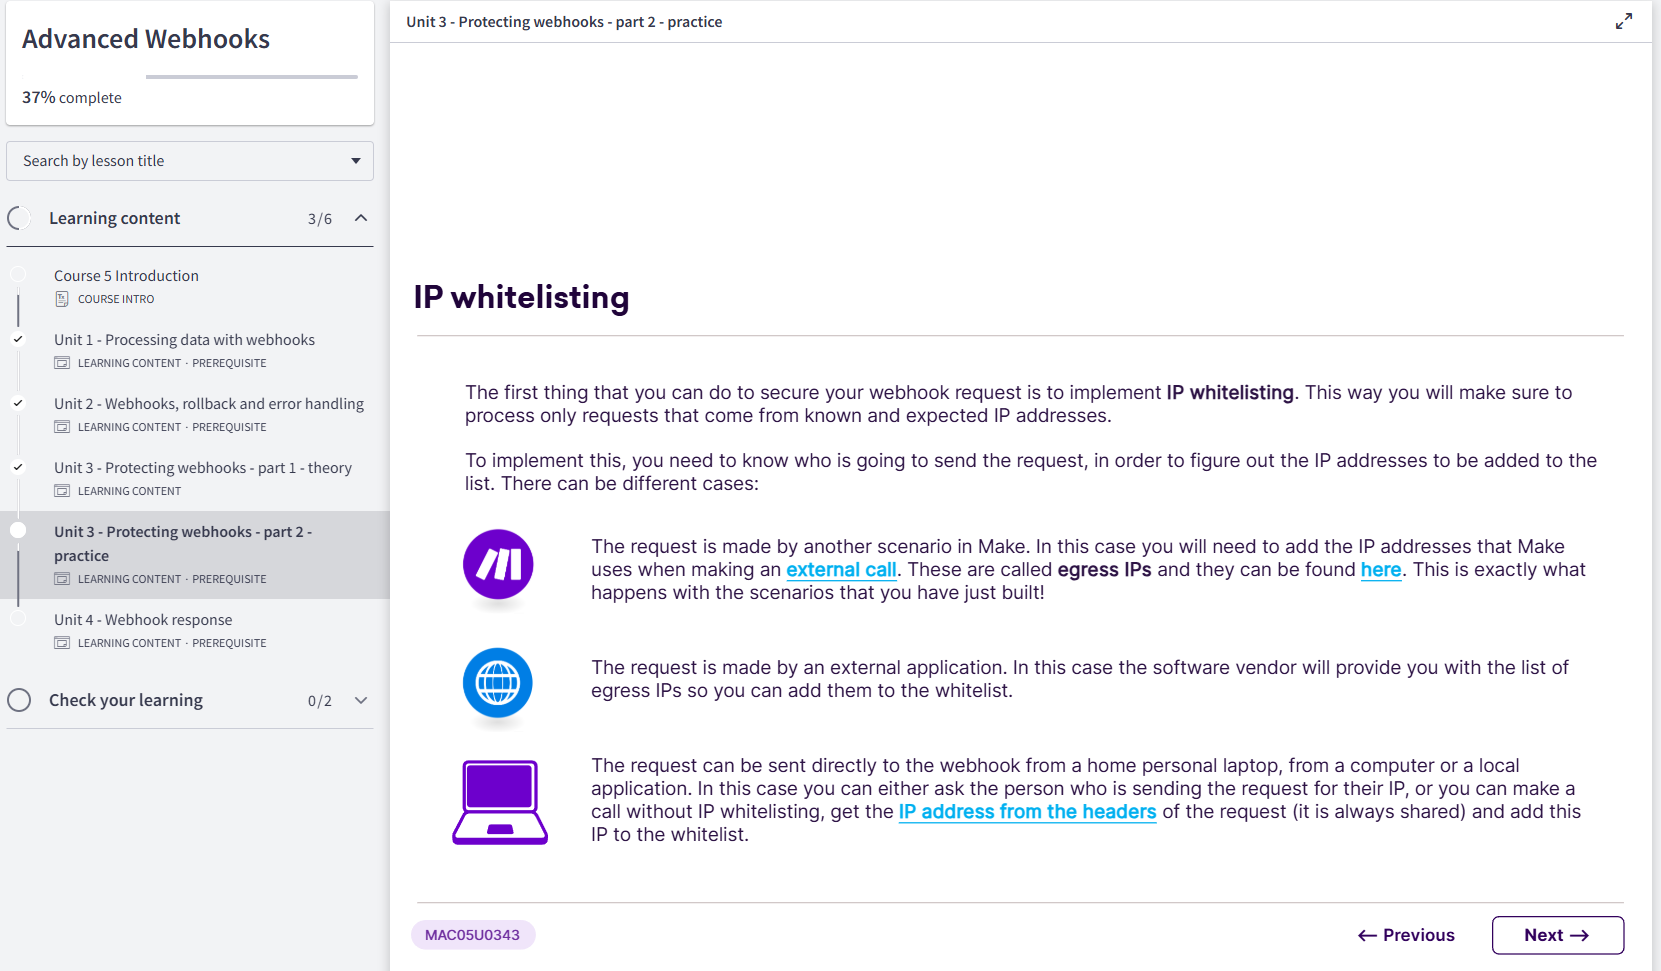 Advanced Webhooks
37% complete
Search by lesson title
Learning content 3/6
Course 5 Introduction
COURSE INTRO
Unit 1 - Processing data with webhooks
LEARNING CONTENT · PREREQUISITE
Unit 2 - Webhooks, rollback and error handling
LEARNING CONTENT · PREREQUISITE
Unit 3 - Protecting webhooks - part 1 - theory
LEARNING CONTENT
Unit 3 - Protecting webhooks - part 2 -
practice
LEARNING CONTENT · PREREQUISITE
Unit 4 - Webhook response
LEARNING CONTENT · PREREQUISITE
Check your learning 0/2
Unit 3 - Protecting webhooks - part 2 - practice
IP whitelisting
The first thing that you can do to secure your webhook request is to implement IP whitelisting. This way you will make sure to
process only requests that come from known and expected IP addresses.
To implement this, you need to know who is going to send the request, in order to figure out the IP addresses to be added to the
list. There can be different cases:
The request is made by another scenario in Make. In this case you will need to add the IP addresses that Make
uses when making an external call. These are called egress IPs and they can be found here. This is exactly what
happens with the scenarios that you have just built!
The request is made by an external application. In this case the software vendor will provide you with the list of
egress IPs so you can add them to the whitelist.
The request can be sent directly to the webhook from a home personal laptop, from a computer or a local
application. In this case you can either ask the person who is sending the request for their IP, or you can make a
call without IP whitelisting, get the IP address from the headers of the request (it is always shared) and add this
IP to the whitelist.
MAC05U0343
← Previous
Next →